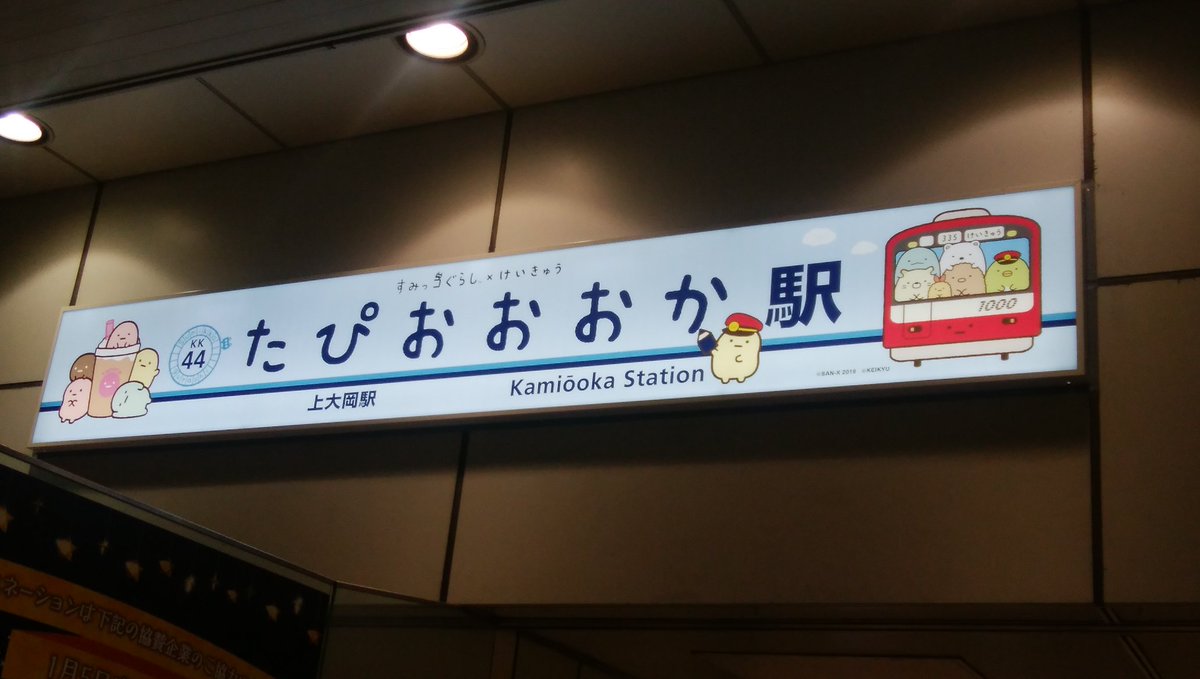 すみっコぐらし × けいきゅう
KK
44
たぴおおおか駅
上大岡駅
Kamiōoka Station
335 けいきゅう
1000
©SAN-X 2019 ©KEIKYU
ネーションは下記の協賛企業のご協力